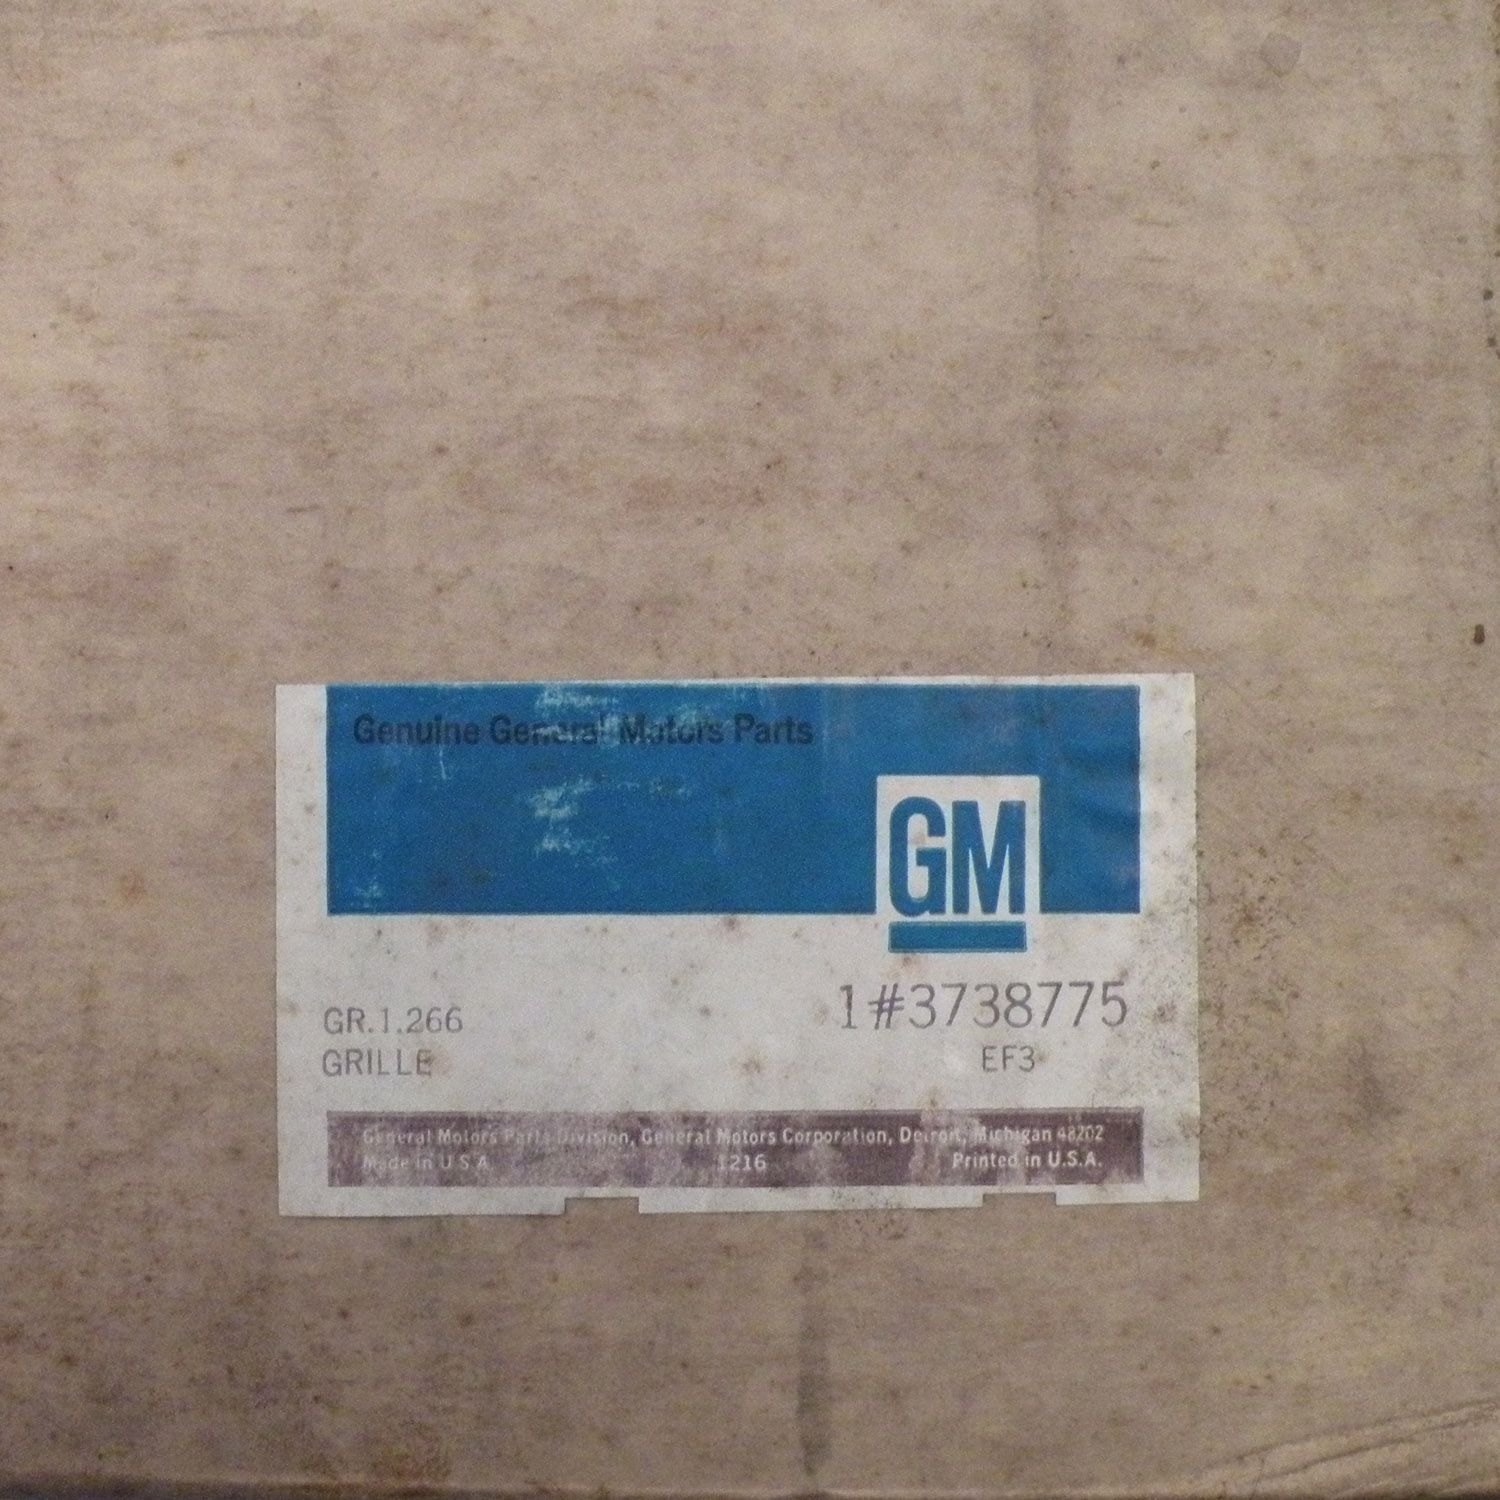 Genuine General Motors Parts
GM
1#3738775
GR.1.266
EF3
GRILLE
General Motors Parts Division, General Motors Corporation, Detroit, Michigan 48202
Made in U.S.A. 1216 Printed in U.S.A.